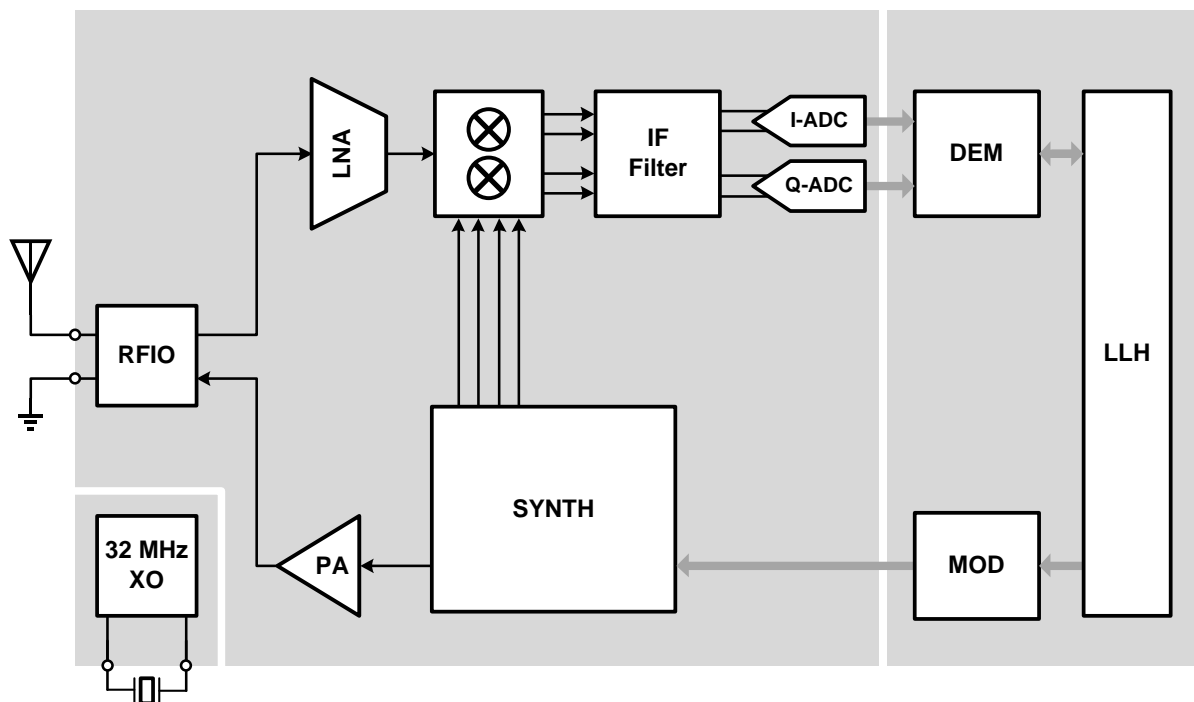 LNA
IF
Filter
I-ADC
Q-ADC
DEM
RFIO
LLH
SYNTH
32 MHz
XO
PA
MOD